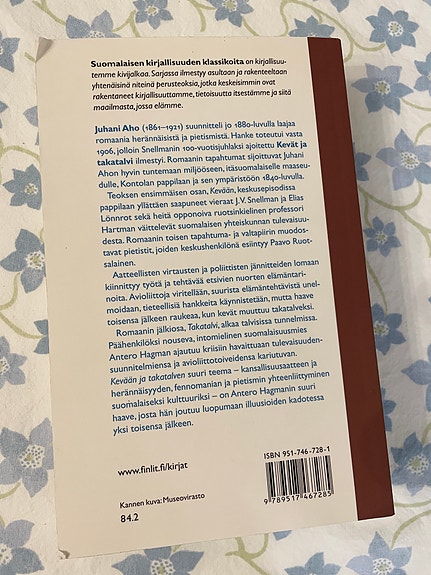 Suomalaisen kirjallisuuden klassikoita on kirjallisuu-
temme kivijalkaa. Sarjassa ilmestyy asultaan ja rakenteeltaan
yhtenäisinä niteinä perusteoksia, jotka keskeisimmin ovat
rakentaneet kirjallisuuttamme, tietoisuutta itsestämme ja siitä
maailmasta, jossa elämme.
Juhani Aho (1861–1921) suunnitteli jo 1880-luvulla laajaa
romaania herännäisistä ja pietismistä. Hanke toteutui vasta
1906, jolloin Snellmanin 100-vuotisjuhlaksi ajoitettu Kevät ja
takatalvi ilmestyi. Romaanin tapahtumat sijoittuvat Juhani
Ahon hyvin tuntemaan miljööseen, itäsuomalaiselle maaseu-
dulle, Kontolan pappilaan ja sen ympäristöön 1840-luvulla.
Teoksen ensimmäisen osan, Kevään, keskusepisodissa
pappilaan yllättäen saapuneet vieraat J.V. Snellman ja Elias
Lönnrot sekä heitä opponoiva ruotsinkielinen professori
Hartman väittelevät suomalaisen yhteiskunnan tulevaisuu-
desta. Romaanin toisen tapahtuma- ja valtapiirin muodos-
tavat pietistit, joiden keskushenkilönä esiintyy Paavo Ruot-
salainen.
Aatteellisten virtausten ja poliittisten jännitteiden lomaan
kiinnittyy työtä ja tehtävää etsivien nuorten elämäntari-
noita. Avioliittoja viritellään, suurista elämäntehtävistä unel-
moidaan, tieteellisiä hankkeita käynnistetään, mutta haave
toisensa jälkeen raukeaa, kun kevät muuttuu takatalveksi.
Romaanin jälkiosa, Takatalvi, alkaa talvisissa tunnelmissa.
Päähenkilöksi nouseva, intomielinen suomalaisuusmies
Antero Hagman ajautuu kriisiin havaittuaan tulevaisuuden-
suunnitelmiensa ja avioliittotoiveidensa kariutuvan.
Kevään ja takatalven suuri teema – kansallisuusaatteen ja
herännäisyyden, fennomanian ja pietismin yhteenliittyminen
suomalaiseksi kulttuuriksi – on Antero Hagmanin suuri
haave, josta hän joutuu luopumaan illuusioiden kadotessa
yksi toisensa jälkeen.
www.finlit.fi/kirjat
ISBN 951-746-728-1
9 789517 467285
Kannen kuva: Museovirasto
84.2